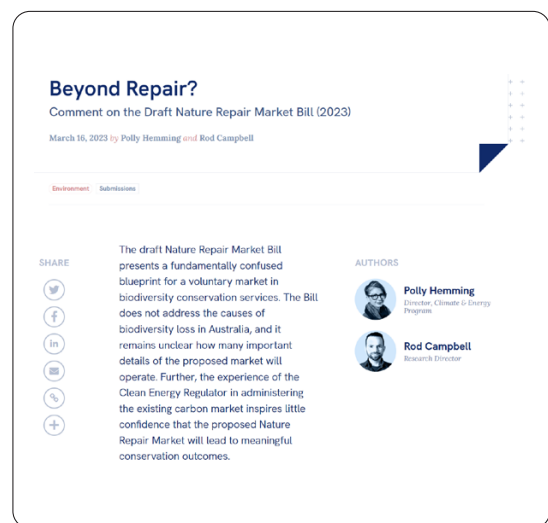 Beyond Repair?
Comment on the Draft Nature Repair Market Bill (2023)
March 16, 2023 by Polly Hemming and Rod Campbell
Environment Submissions
SHARE
The draft Nature Repair Market Bill
presents a fundamentally confused
blueprint for a voluntary market in
biodiversity conservation services. The Bill
does not address the causes of
biodiversity loss in Australia, and it
remains unclear how many important
details of the proposed market will
operate. Further, the experience of the
Clean Energy Regulator in administering
the existing carbon market inspires little
confidence that the proposed Nature
Repair Market will lead to meaningful
conservation outcomes.
AUTHORS
Polly Hemming
Director, Climate & Energy
Program
Rod Campbell
Research Director